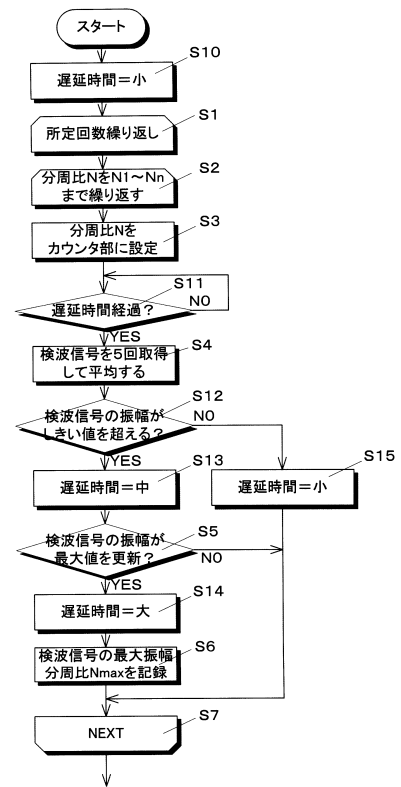 スタート
S10
遅延時間=小
S1
所定回数繰り返し
S2
分周比NをN1~Nn
まで繰り返す
S3
分周比Nを
カウンタ部に設定
S11
遅延時間経過?
NO
YES
S4
検波信号を5回取得
して平均する
S12
検波信号の振幅が
しきい値を超える?
NO
YES
S13
遅延時間=中
S15
遅延時間=小
S5
検波信号の振幅が
最大値を更新?
NO
YES
S14
遅延時間=大
S6
検波信号の最大振幅
分周比Nmaxを記録
S7
NEXT